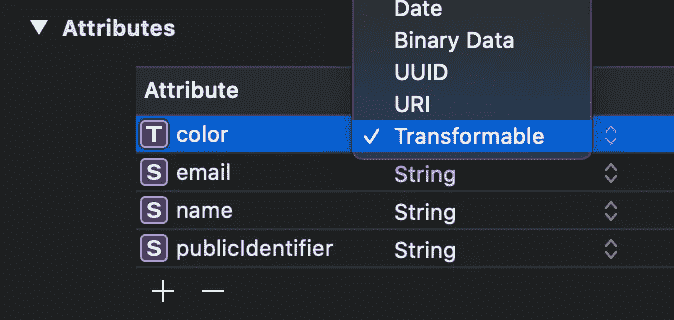 Date
▼ Attributes
Binary Data
UUID
URI
Attribute
T color ✓ Transformable
S email String
S name String
S publicIdentifier String
+ −